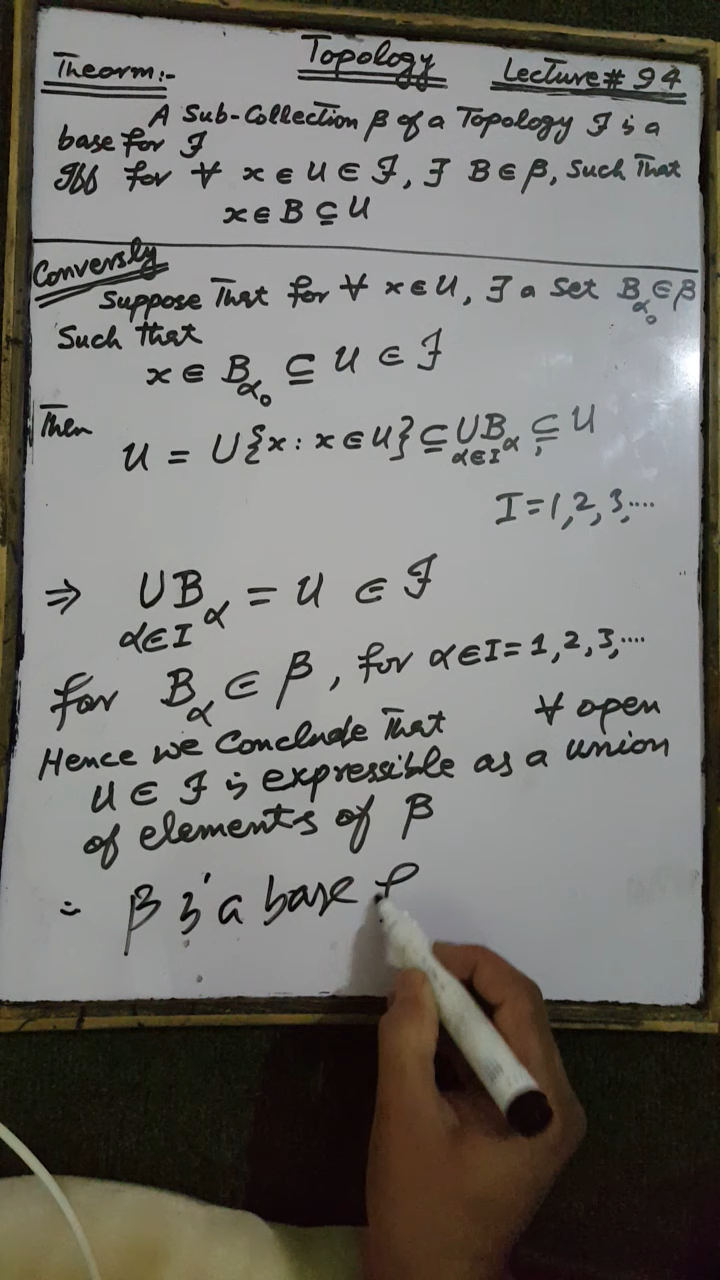 Topology
Theorm:- Lecture# 94
A Sub-Collection β of a Topology ℱ is a
base for ℱ
Iff for ∀ x ∈ U ∈ ℱ, ∃ B ∈ β, Such That
x ∈ B ⊆ U
Conversly
Suppose That for ∀ x ∈ U, ∃ a Set B_α₀ ∈ β
Such that
x ∈ B_α₀ ⊆ U ∈ ℱ
Then
U = U{x: x ∈ U} ⊆ UB_α ⊆ U
α∈I
I = 1, 2, 3, ....
⇒ UB_α = U ∈ ℱ
α∈I
for B_α ∈ β, for α∈I = 1, 2, 3, ....
Hence we Conclude That ∀ open
U ∈ ℱ is expressible as a union
of elements of β
∴ β is a base f